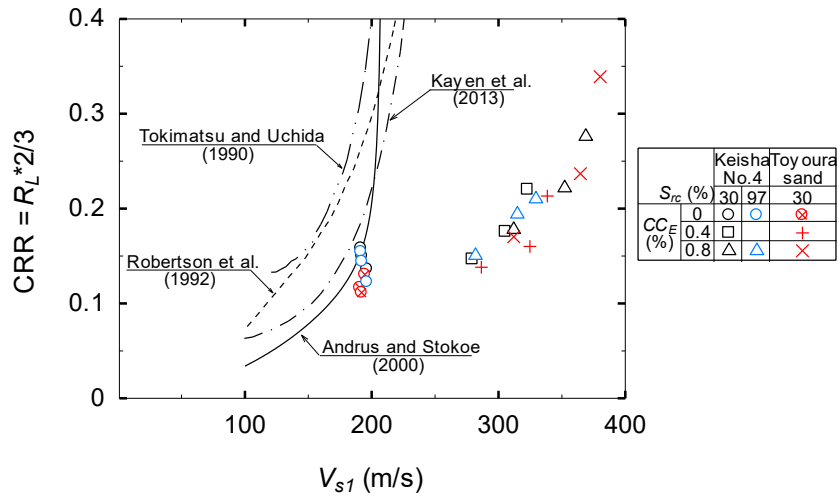 0.4
0.3
0.2
0.1
0
CRR = R_L*2/3
100
200
300
400
V_s1 (m/s)
Kayen et al.
(2013)
Tokimatsu and Uchida
(1990)
Robertson et al.
(1992)
Andrus and Stokoe
(2000)
Keisha Toyoura
No.4 sand
S_rc (%) 30 97 30
0
CC_E 0.4
(%)
0.8